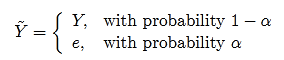 Ỹ = { Y, with probability 1 − α
e, with probability α